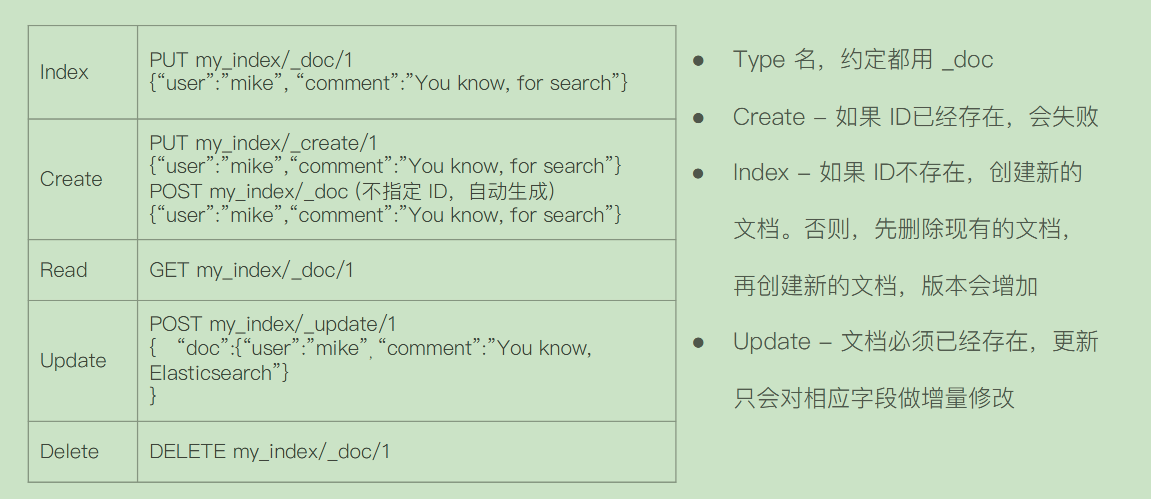 Index
PUT my_index/_doc/1
{“user”:”mike”, “comment”:”You know, for search”}
Create
PUT my_index/_create/1
{“user”:”mike”,“comment”:”You know, for search”}
POST my_index/_doc (不指定 ID，自动生成)
{“user”:”mike”,“comment”:”You know, for search”}
Read
GET my_index/_doc/1
Update
POST my_index/_update/1
{ “doc”:{“user”:”mike”, “comment”:”You know,
Elasticsearch”}
}
Delete
DELETE my_index/_doc/1
● Type 名，约定都用 _doc
● Create – 如果 ID已经存在，会失败
● Index – 如果 ID不存在，创建新的
文档。否则，先删除现有的文档，
再创建新的文档，版本会增加
● Update – 文档必须已经存在，更新
只会对相应字段做增量修改